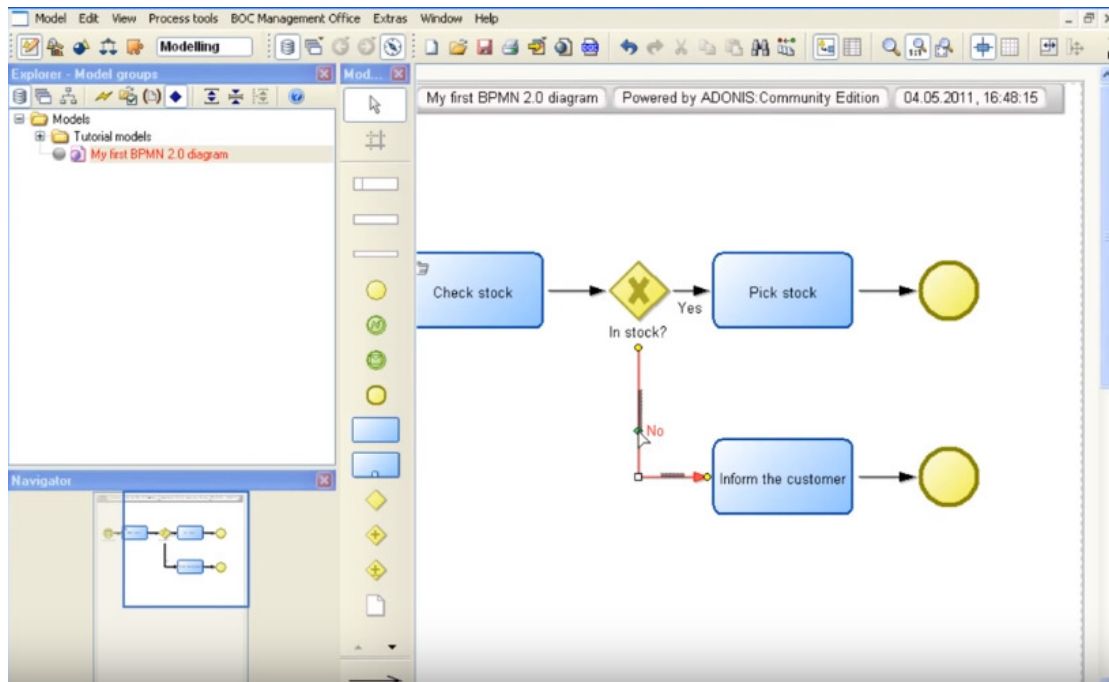 Model Edit View Process tools BOC Management Office Extras Window Help
Modelling
Explorer - Model groups
Mod...
My first BPMN 2.0 diagram Powered by ADONIS:Community Edition 04.05.2011, 16:48:15
Models
Tutorial models
My first BPMN 2.0 diagram
Check stock
Yes
Pick stock
In stock?
No
Navigator
Inform the customer